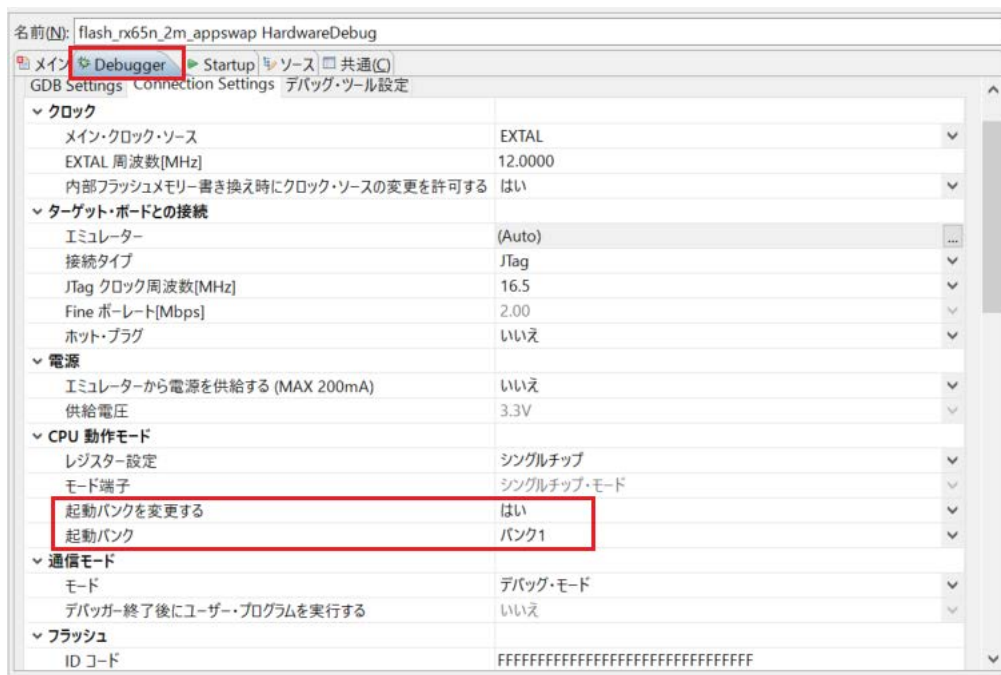 名前(N): flash_rx65n_2m_appswap HardwareDebug
メイン Debugger Startup ソース 共通(C)
GDB Settings Connection Settings デバッグ・ツール設定
クロック
メイン・クロック・ソース EXTAL
EXTAL 周波数[MHz] 12.0000
内部フラッシュメモリー書き換え時にクロック・ソースの変更を許可する はい
ターゲット・ボードとの接続
エミュレーター (Auto)
...
接続タイプ JTag
JTag クロック周波数[MHz] 16.5
Fine ボーレート[Mbps] 2.00
ホット・プラグ いいえ
電源
エミュレーターから電源を供給する (MAX 200mA) いいえ
供給電圧 3.3V
CPU 動作モード
レジスター設定 シングルチップ
モード端子 シングルチップ・モード
起動バンクを変更する はい
起動バンク バンク1
通信モード
モード デバッグ・モード
デバッガー終了後にユーザー・プログラムを実行する いいえ
フラッシュ
ID コード FFFFFFFFFFFFFFFFFFFFFFFFFFFFFFFF